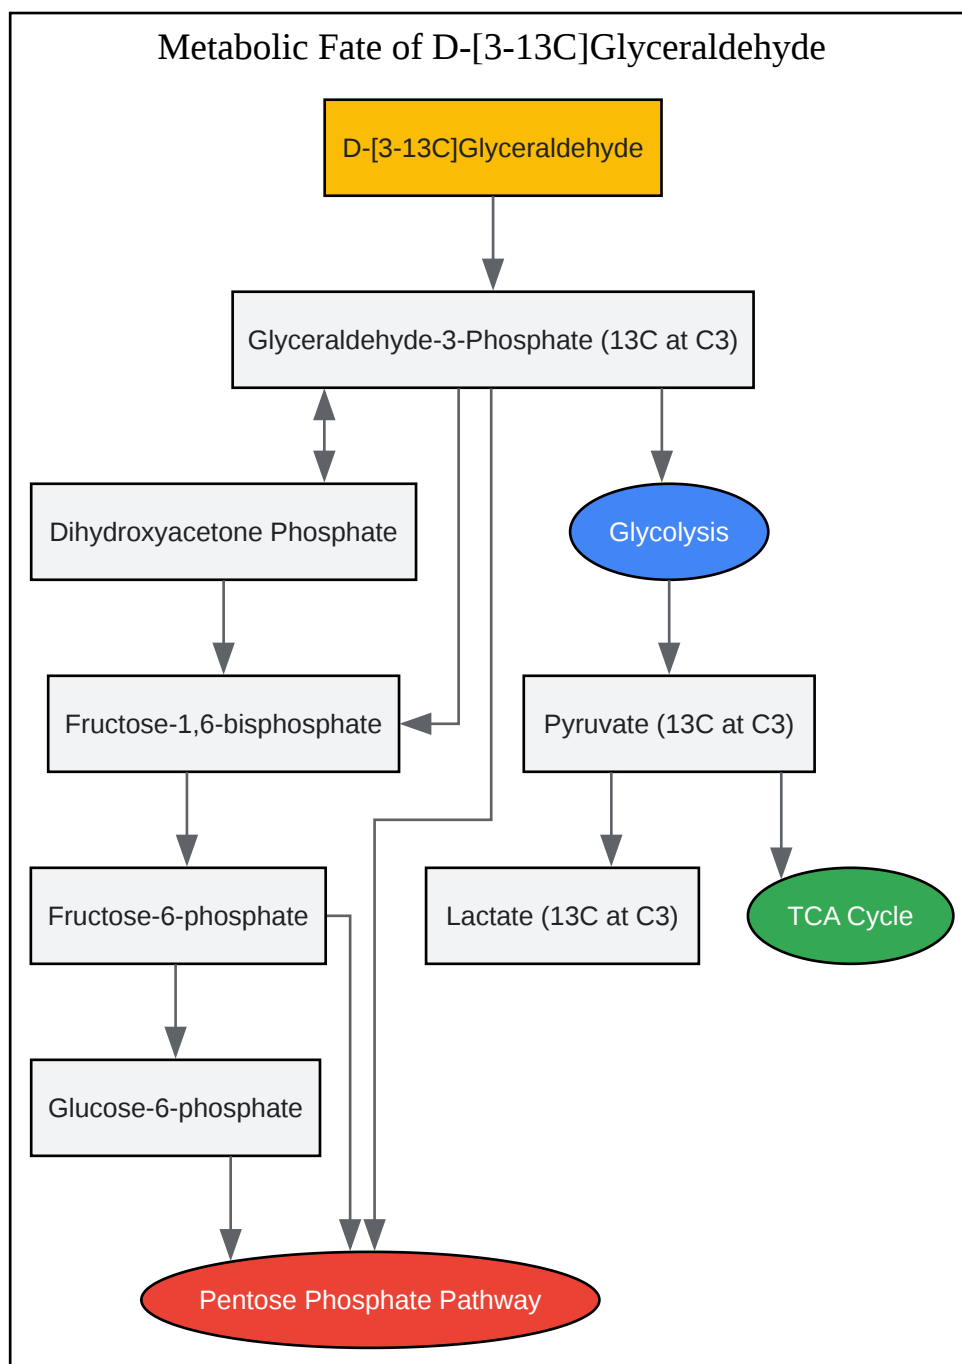 Metabolic Fate of D-[3-13C]Glyceraldehyde
D-[3-13C]Glyceraldehyde
Glyceraldehyde-3-Phosphate (13C at C3)
Dihydroxyacetone Phosphate
Glycolysis
Fructose-1,6-bisphosphate
Pyruvate (13C at C3)
Fructose-6-phosphate
Lactate (13C at C3)
TCA Cycle
Glucose-6-phosphate
Pentose Phosphate Pathway